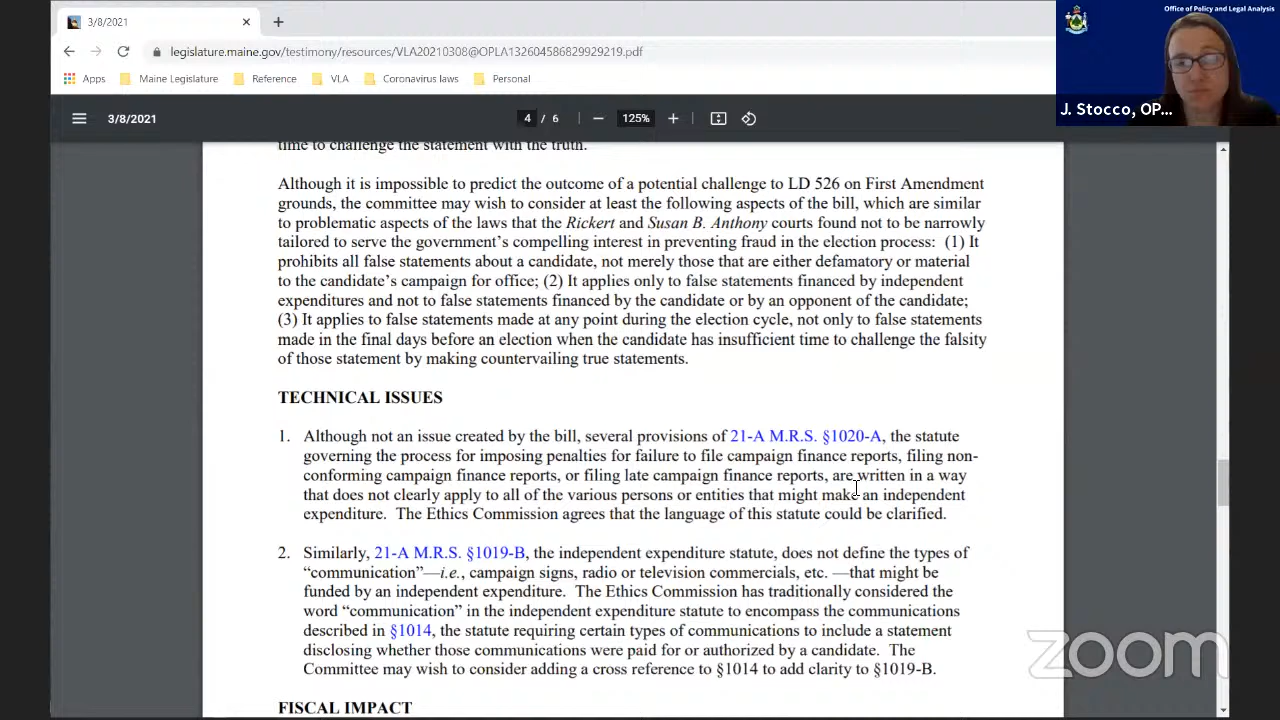 Office of Policy and Legal Analysis
3/8/2021
legislature.maine.gov/testimony/resources/VLA20210308@OPLA132604586829929219.pdf
Apps Maine Legislature Reference VLA Coronavirus laws Personal
J. Stocco, OP...
3/8/2021 4 / 6 125%
time to challenge the statement with the truth.
Although it is impossible to predict the outcome of a potential challenge to LD 526 on First Amendment
grounds, the committee may wish to consider at least the following aspects of the bill, which are similar
to problematic aspects of the laws that the Rickert and Susan B. Anthony courts found not to be narrowly
tailored to serve the government's compelling interest in preventing fraud in the election process:  (1) It
prohibits all false statements about a candidate, not merely those that are either defamatory or material
to the candidate's campaign for office; (2) It applies only to false statements financed by independent
expenditures and not to false statements financed by the candidate or by an opponent of the candidate;
(3) It applies to false statements made at any point during the election cycle, not only to false statements
made in the final days before an election when the candidate has insufficient time to challenge the falsity
of those statement by making countervailing true statements.
TECHNICAL ISSUES
1. Although not an issue created by the bill, several provisions of 21-A M.R.S. §1020-A, the statute
governing the process for imposing penalties for failure to file campaign finance reports, filing non-
conforming campaign finance reports, or filing late campaign finance reports, are written in a way
that does not clearly apply to all of the various persons or entities that might make an independent
expenditure.  The Ethics Commission agrees that the language of this statute could be clarified.
2. Similarly, 21-A M.R.S. §1019-B, the independent expenditure statute, does not define the types of
“communication”—i.e., campaign signs, radio or television commercials, etc. —that might be
funded by an independent expenditure.  The Ethics Commission has traditionally considered the
word “communication” in the independent expenditure statute to encompass the communications
described in §1014, the statute requiring certain types of communications to include a statement
disclosing whether those communications were paid for or authorized by a candidate.  The
Committee may wish to consider adding a cross reference to §1014 to add clarity to §1019-B.
zoom
FISCAL IMPACT